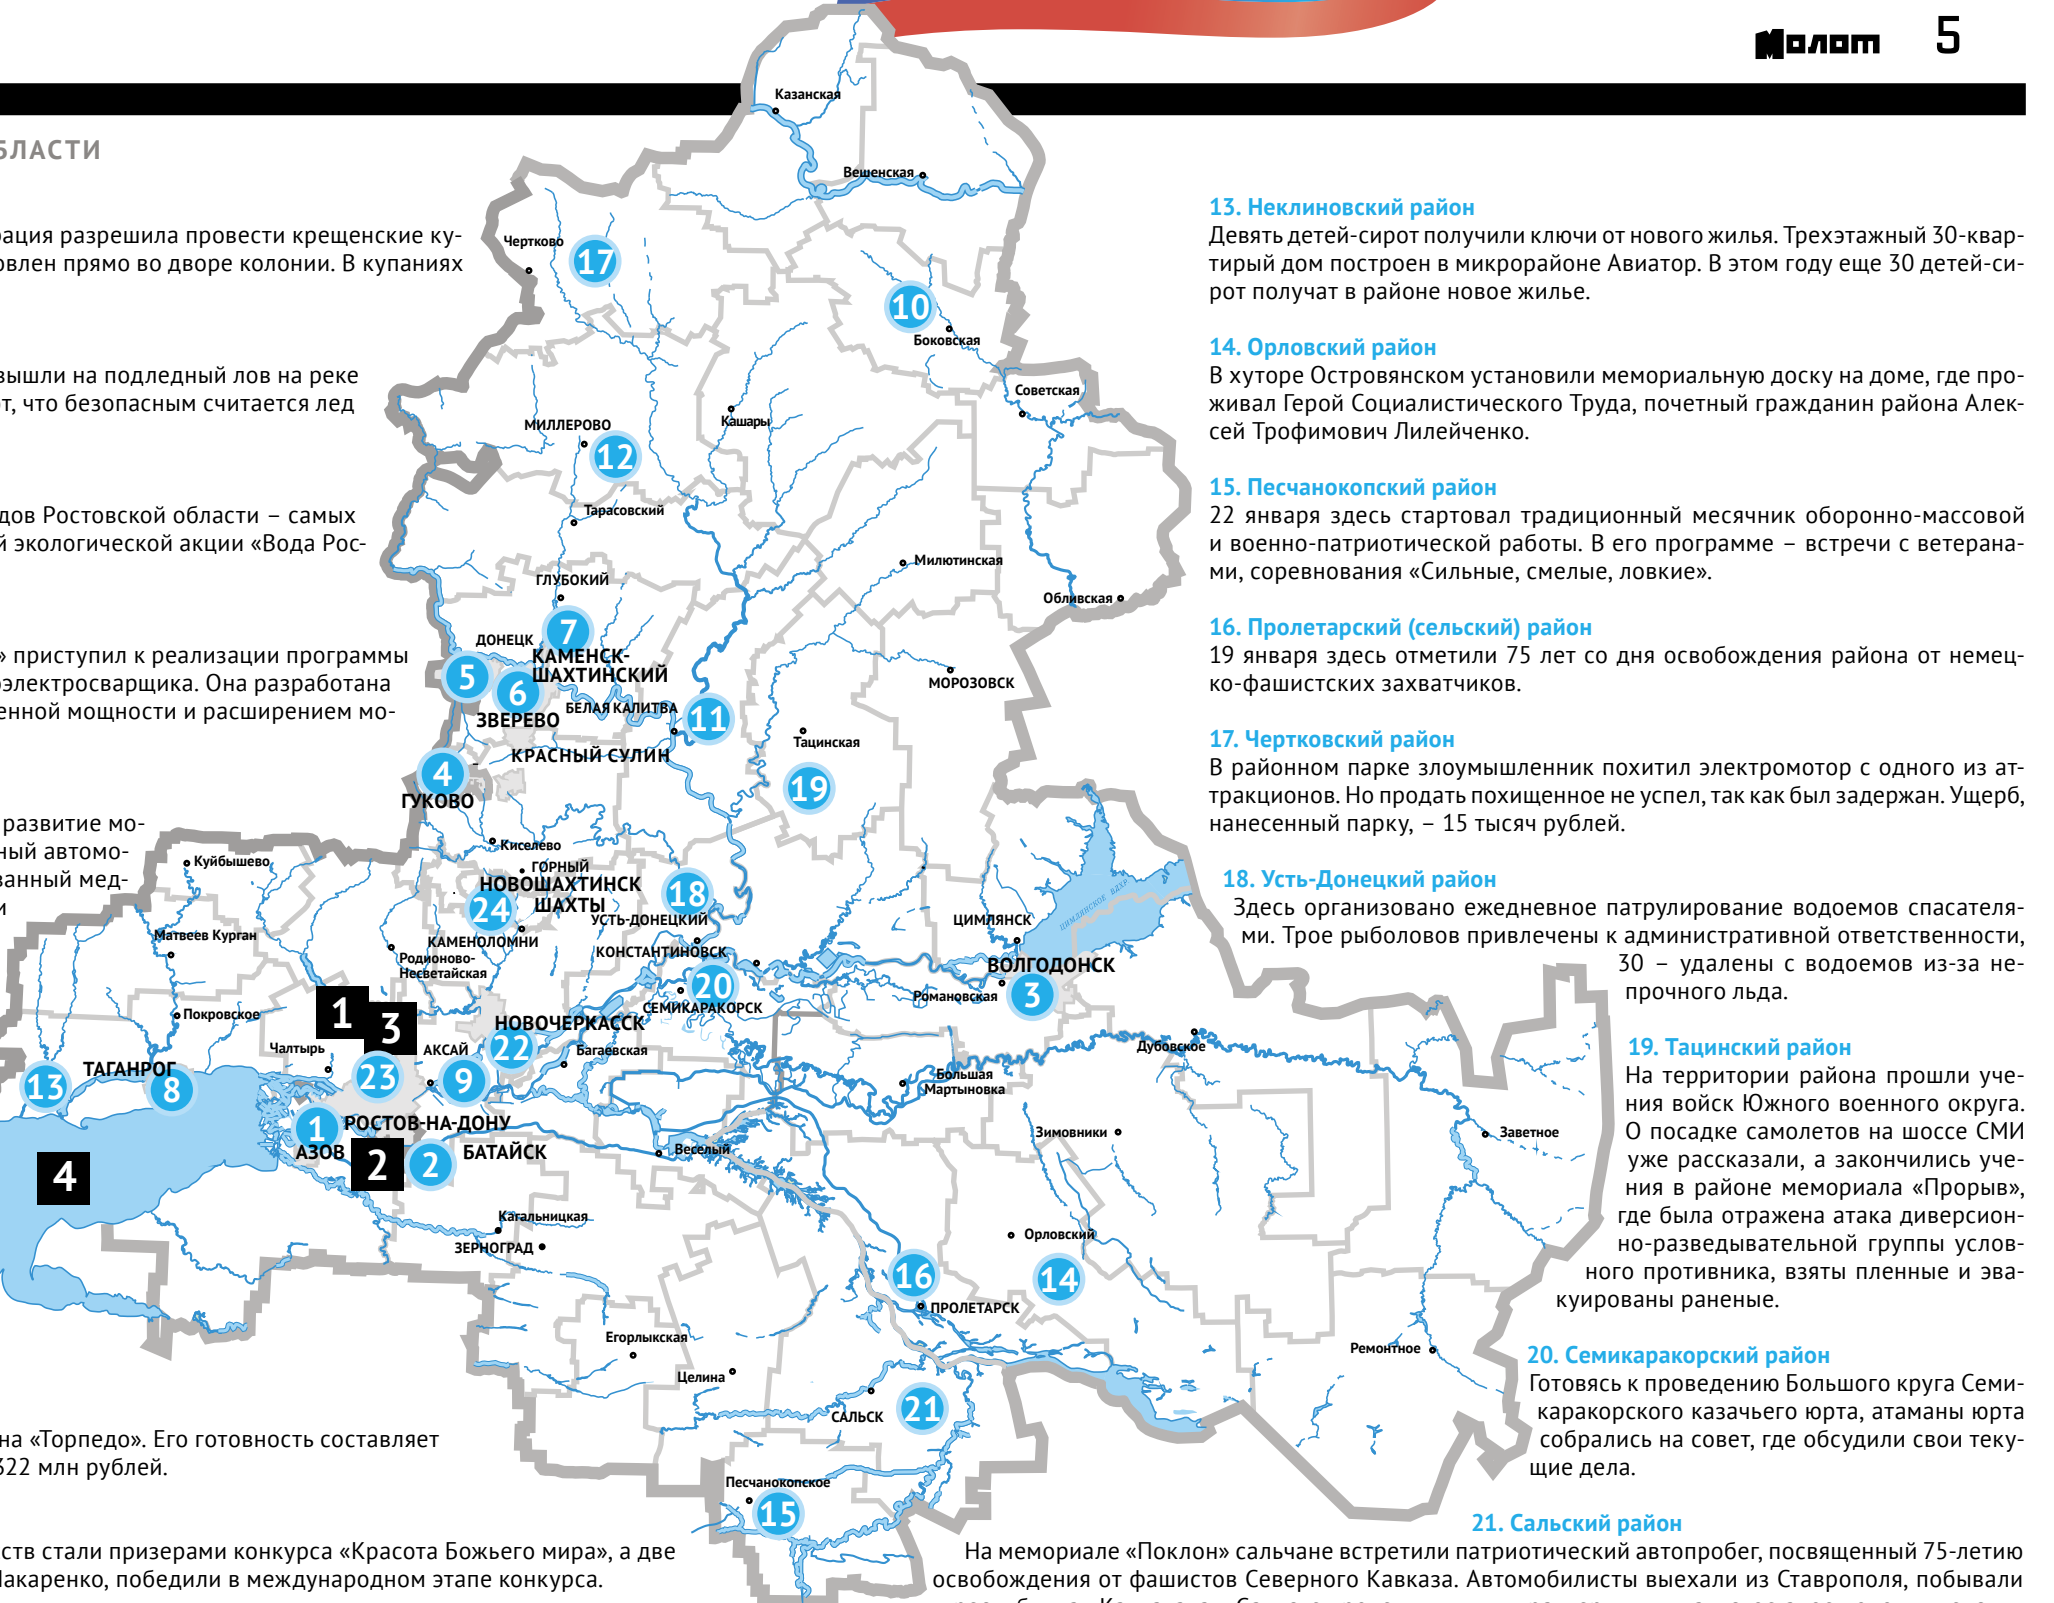 Молот 5
БЛАСТИ
рация разрешила провести крещенские ку-
овлен прямо во дворе колонии. В купаниях
вышли на подледный лов на реке
от, что безопасным считается лед
дов Ростовской области – самых
й экологической акции «Вода Рос-
» приступил к реализации программы
оэлектросварщика. Она разработана
енной мощности и расширением мо-
развитие мо-
ный автомо-
ванный мед-
и
на «Торпедо». Его готовность составляет
322 млн рублей.
ств стали призерами конкурса «Красота Божьего мира», а две
Макаренко, победили в международном этапе конкурса.
Казанская
Вешенская
Чертково
17
10
Боковская
Советская
МИЛЛЕРОВО
Кашары
12
Тарасовский
Милютинская
ГЛУБОКИЙ
Обливская
7
ДОНЕЦК
КАМЕНСК-
ШАХТИНСКИЙ
5
6
МОРОЗОВСК
БЕЛАЯ КАЛИТВА
11
ЗВЕРЕВО
Тацинская
КРАСНЫЙ СУЛИН
4
19
ГУКОВО
Киселево
Куйбышево
ГОРНЫЙ
НОВОШАХТИНСК
18
ШАХТЫ
24
УСТЬ-ДОНЕЦКИЙ
ЦИМЛЯНСК
ЦИМЛЯНСКОЕ ВДХР.
Матвеев Курган
КАМЕНОЛОМНИ
КОНСТАНТИНОВСК
Родионово-
Несветайская
ВОЛГОДОНСК
20
Романовская
3
СЕМИКАРАКОРСК
Покровское
1
3
НОВОЧЕРКАССК
22
Чалтырь
АКСАЙ
Багаевская
Дубовское
ТАГАНРОГ
13
8
23
9
Большая
Мартыновка
1
РОСТОВ-НА-ДОНУ
Зимовники
Заветное
АЗОВ
2
2
БАТАЙСК
Веселый
4
Кагальницкая
ЗЕРНОГРАД
Орловский
16
14
ПРОЛЕТАРСК
Егорлыкская
Ремонтное
Целина
21
САЛЬСК
Песчанокопское
15
13. Неклиновский район
Девять детей-сирот получили ключи от нового жилья. Трехэтажный 30-квар-
тирый дом построен в микрорайоне Авиатор. В этом году еще 30 детей-си-
рот получат в районе новое жилье.
14. Орловский район
В хуторе Островянском установили мемориальную доску на доме, где про-
живал Герой Социалистического Труда, почетный гражданин района Алек-
сей Трофимович Лилейченко.
15. Песчанокопский район
22 января здесь стартовал традиционный месячник оборонно-массовой
и военно-патриотической работы. В его программе – встречи с ветерана-
ми, соревнования «Сильные, смелые, ловкие».
16. Пролетарский (сельский) район
19 января здесь отметили 75 лет со дня освобождения района от немец-
ко-фашистских захватчиков.
17. Чертковский район
В районном парке злоумышленник похитил электромотор с одного из ат-
тракционов. Но продать похищенное не успел, так как был задержан. Ущерб,
нанесенный парку, – 15 тысяч рублей.
18. Усть-Донецкий район
Здесь организовано ежедневное патрулирование водоемов спасателя-
ми. Трое рыболовов привлечены к административной ответственности,
30 – удалены с водоемов из-за не-
прочного льда.
19. Тацинский район
На территории района прошли уче-
ния войск Южного военного округа.
О посадке самолетов на шоссе СМИ
уже рассказали, а закончились уче-
ния в районе мемориала «Прорыв»,
где была отражена атака диверсион-
но-разведывательной группы услов-
ного противника, взяты пленные и эва-
куированы раненые.
20. Семикаракорский район
Готовясь к проведению Большого круга Семи-
каракорского казачьего юрта, атаманы юрта
собрались на совет, где обсудили свои теку-
щие дела.
21. Сальский район
На мемориале «Поклон» сальчане встретили патриотический автопробег, посвященный 75-летию
освобождения от фашистов Северного Кавказа. Автомобилисты выехали из Ставрополя, побывали